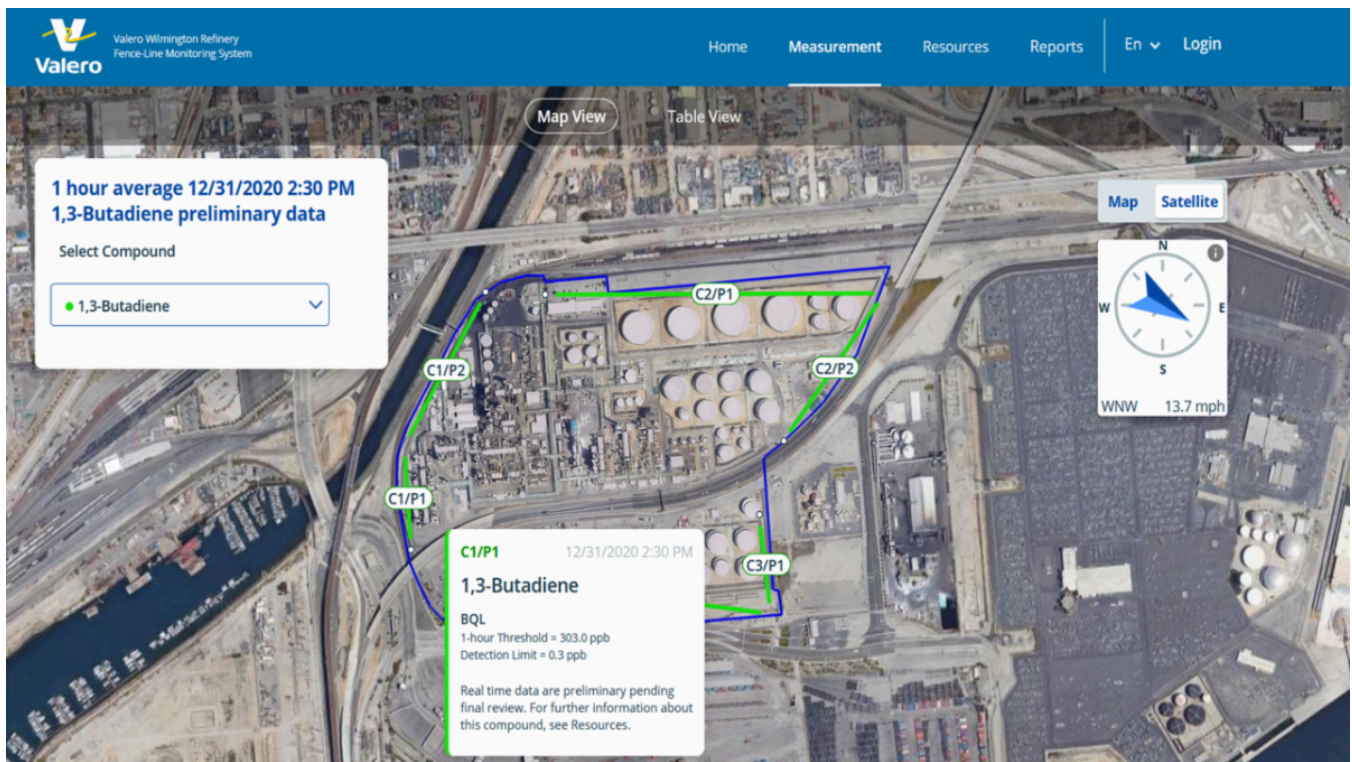 Valero
Valero Wilmington Refinery
Fence-Line Monitoring System
Home Measurement Resources Reports En Login
Map View Table View
1 hour average 12/31/2020 2:30 PM
1,3-Butadiene preliminary data
Select Compound
1,3-Butadiene
Map Satellite
N
W E
S
WNW 13.7 mph
C2/P1
C1/P2
C2/P2
C1/P1
C3/P1
C1/P1 12/31/2020 2:30 PM
1,3-Butadiene
BQL
1-hour Threshold = 303.0 ppb
Detection Limit = 0.3 ppb
Real time data are preliminary pending
final review. For further information about
this compound, see Resources.